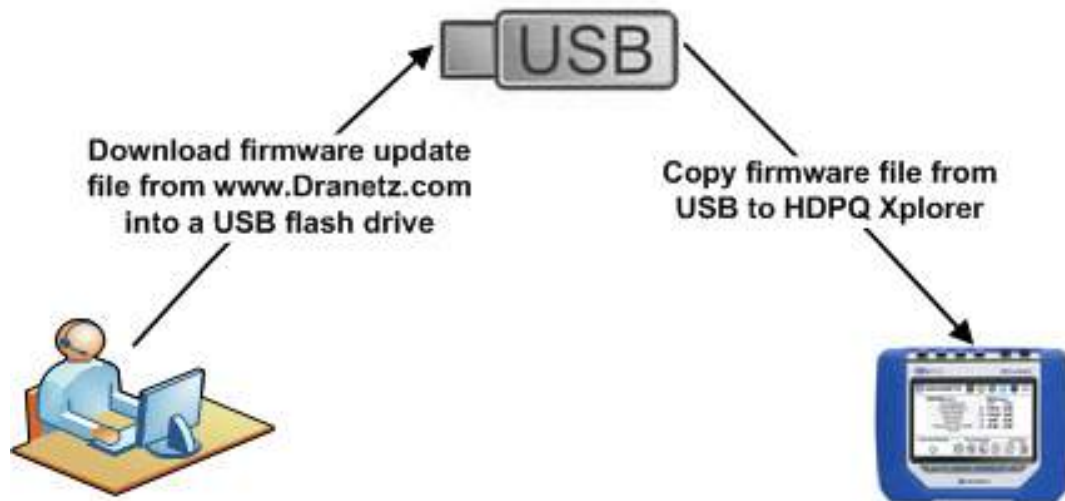 USB
Download firmware update
file from www.Dranetz.com
into a USB flash drive
Copy firmware file from
USB to HDPQ Xplorer